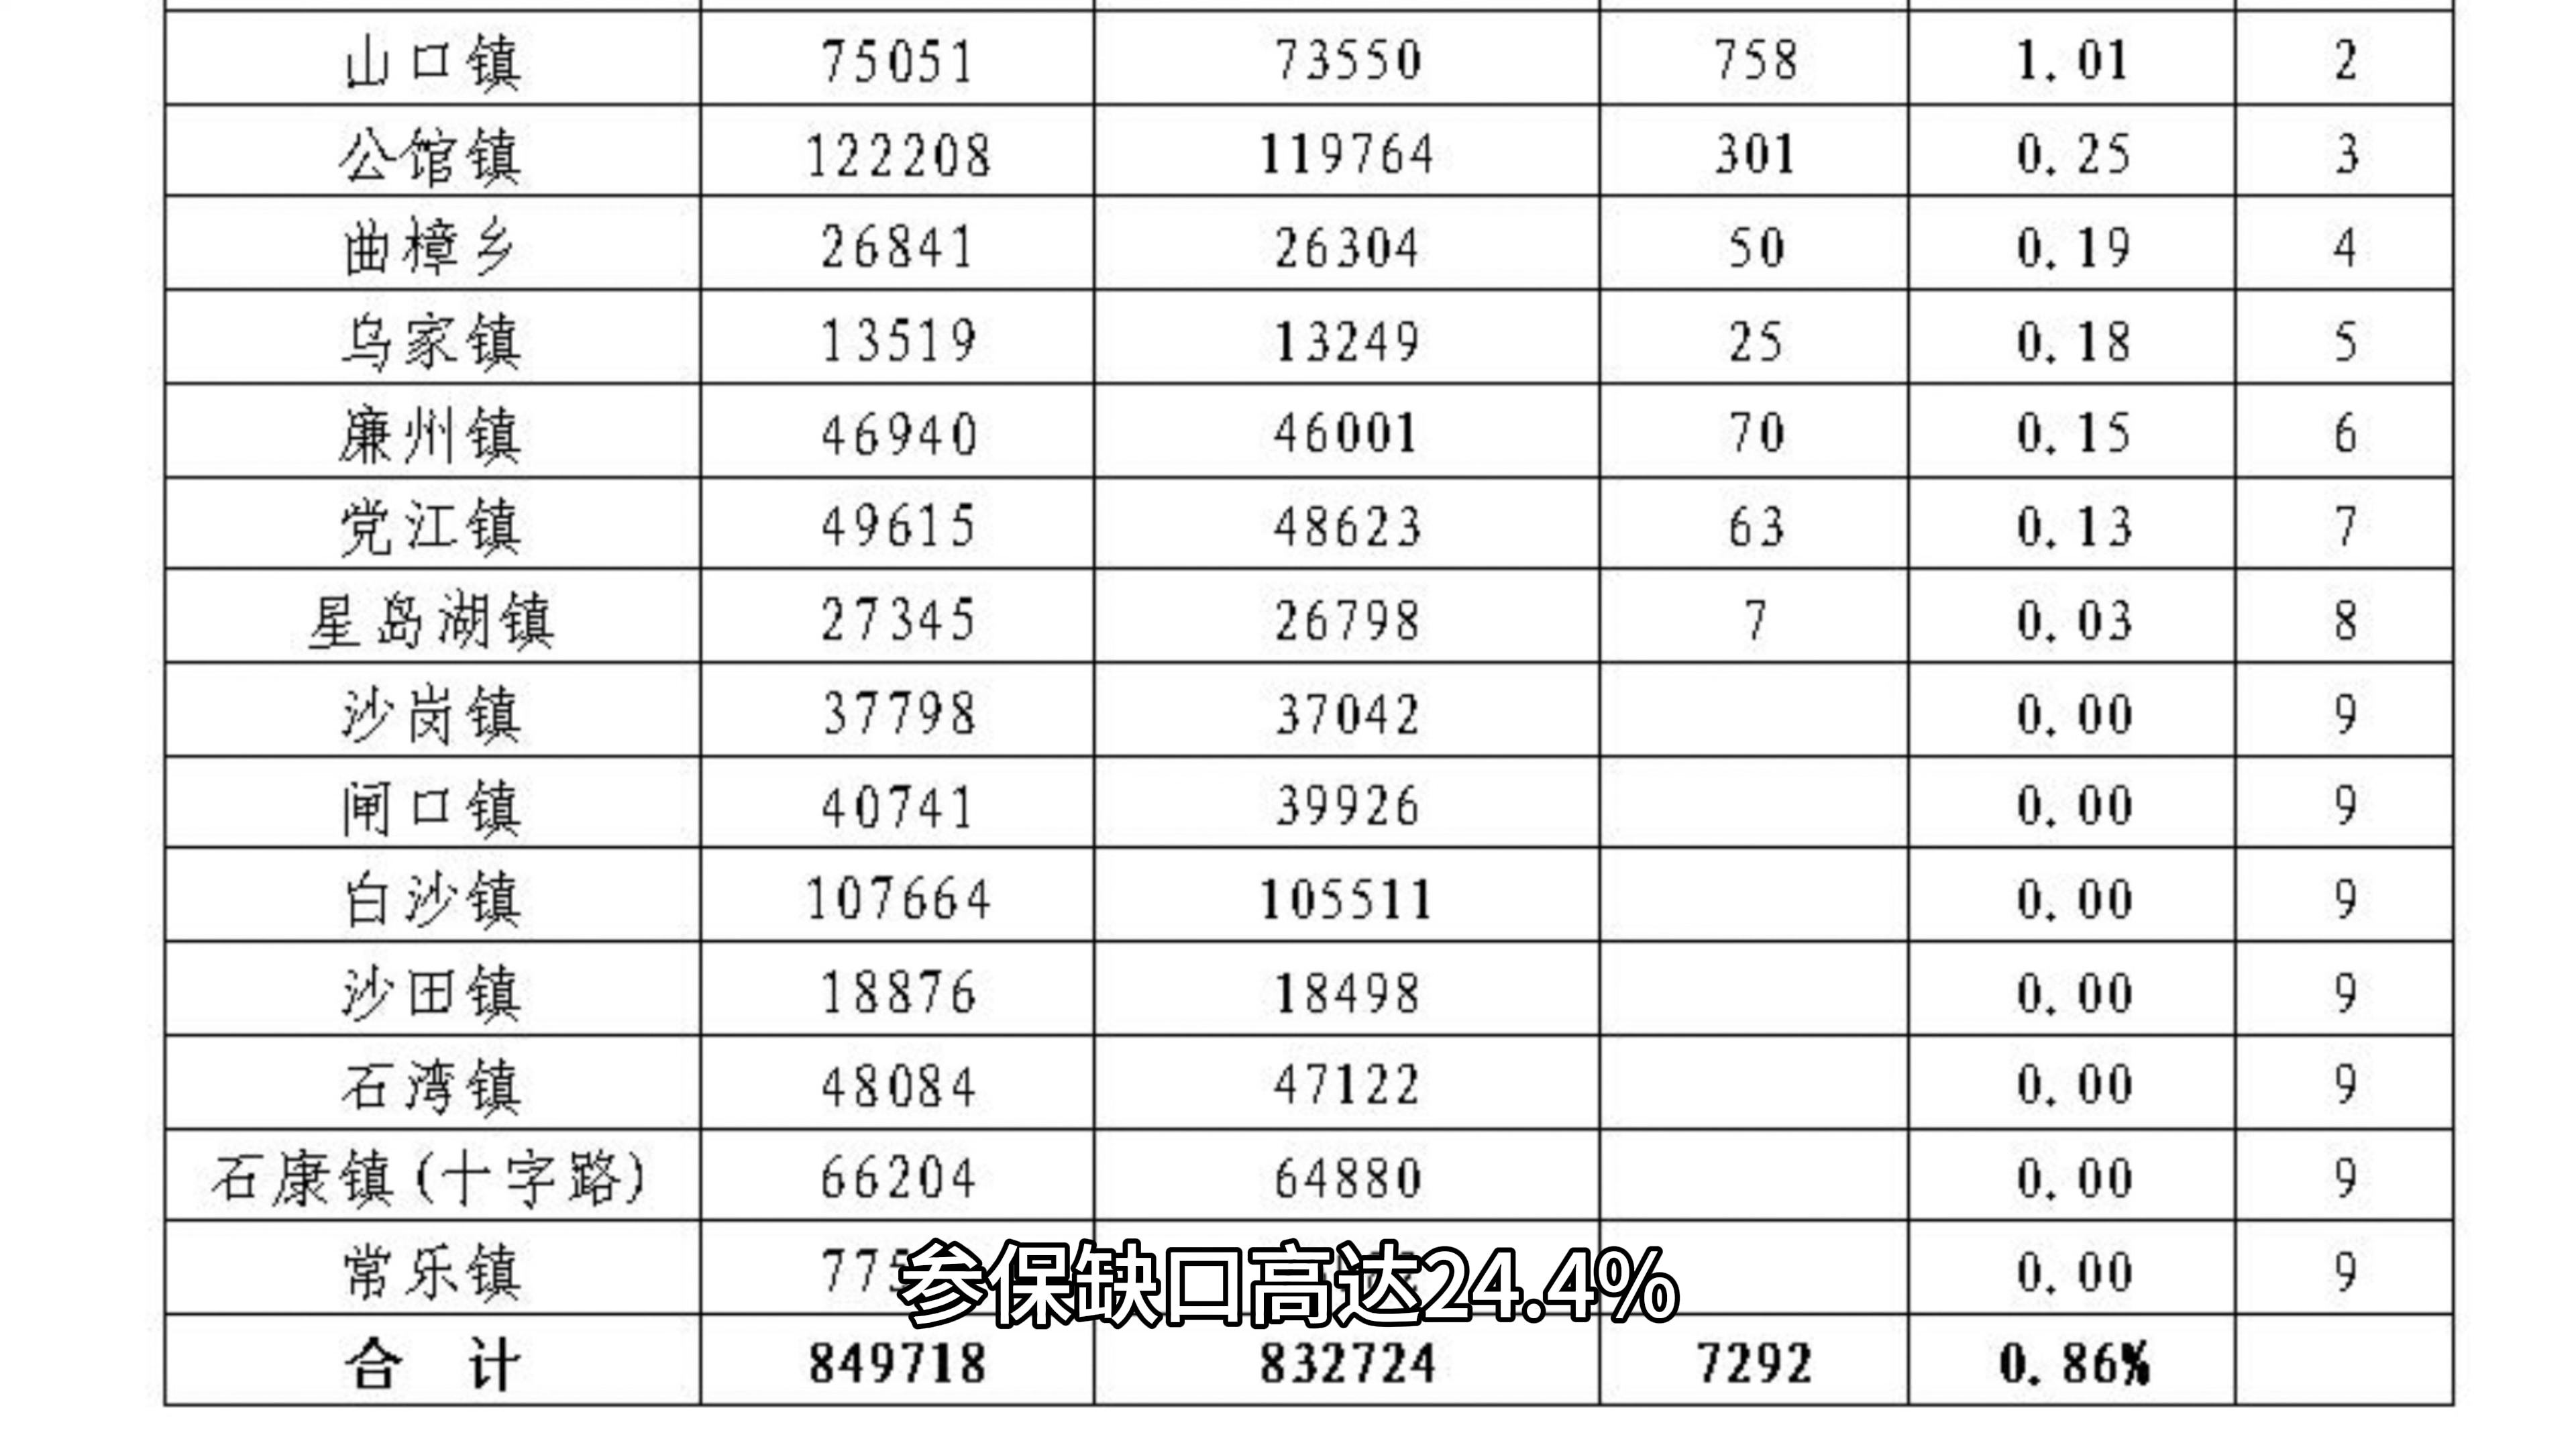 山口镇 75051 73550 758 1.01 2
公馆镇 122208 119764 301 0.25 3
曲樟乡 26841 26304 50 0.19 4
乌家镇 13519 13249 25 0.18 5
廉州镇 46940 46001 70 0.15 6
党江镇 49615 48623 63 0.13 7
星岛湖镇 27345 26798 7 0.03 8
沙岗镇 37798 37042 0.00 9
闸口镇 40741 39926 0.00 9
白沙镇 107664 105511 0.00 9
沙田镇 18876 18498 0.00 9
石湾镇 48084 47122 0.00 9
石康镇(十字路) 66204 64880 0.00 9
常乐镇 0.00 9
参保缺口高达24.4%
合 计 849718 832724 7292 0.86%